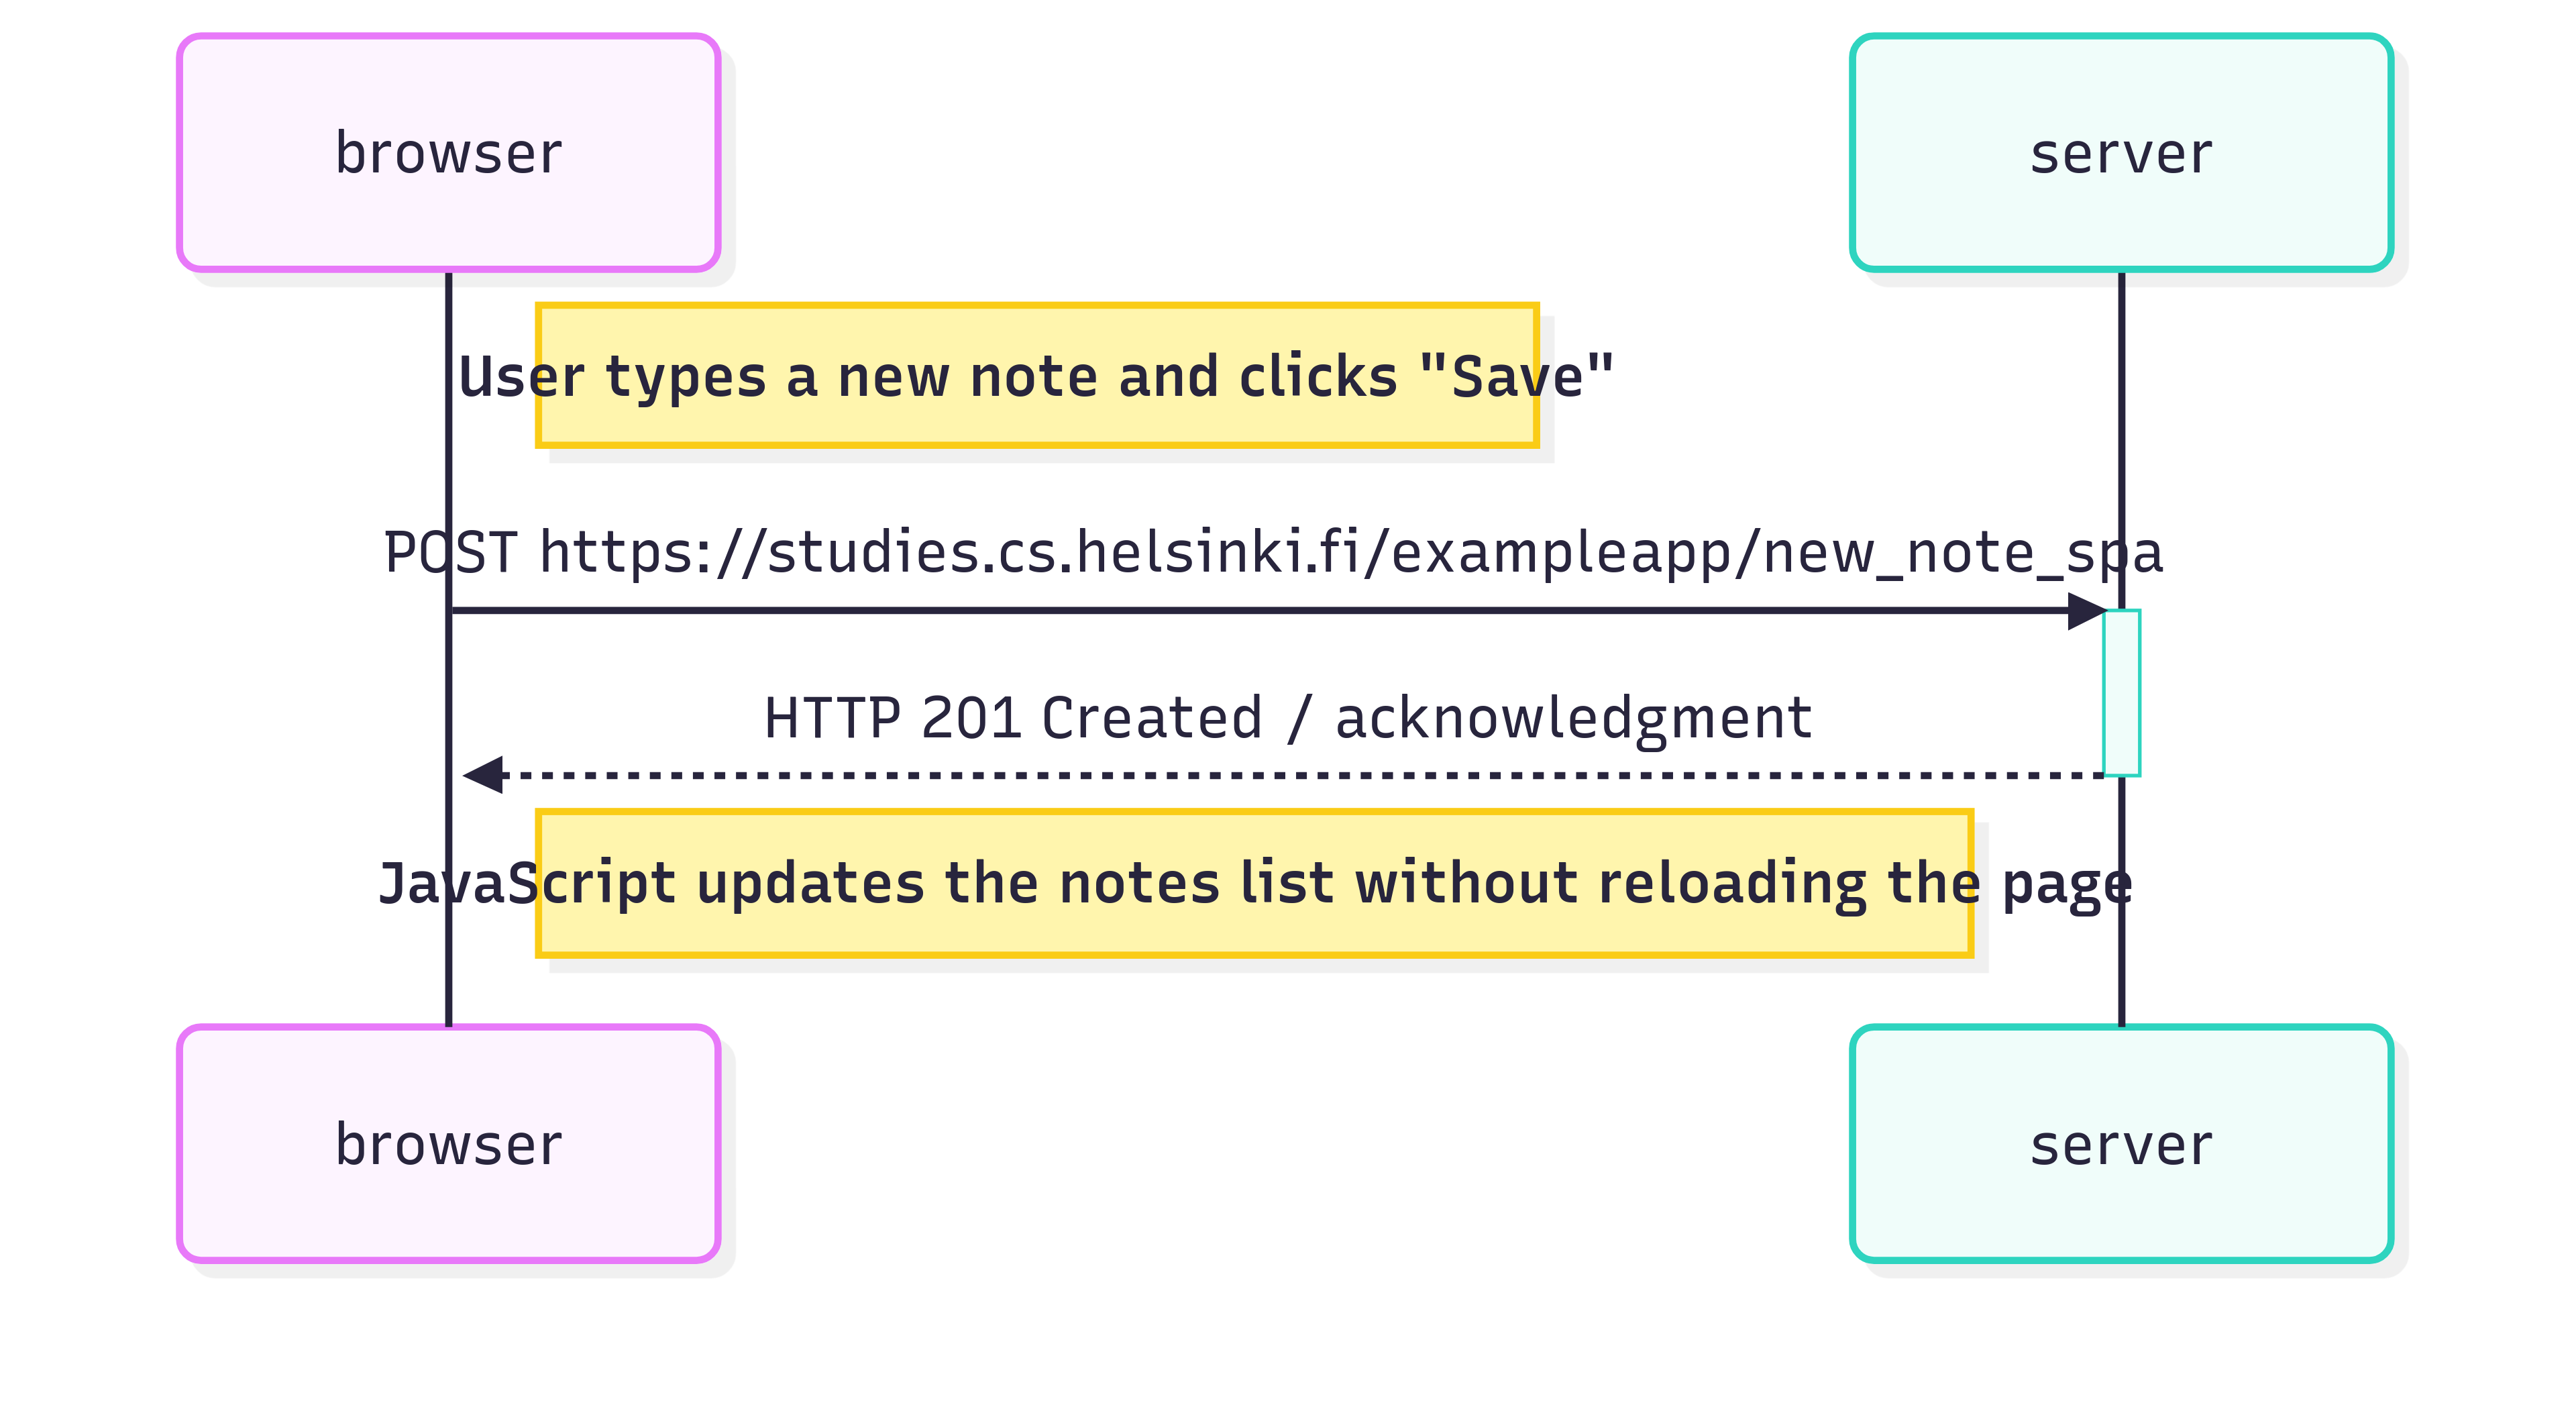 browser
server
User types a new note and clicks "Save"
POST https://studies.cs.helsinki.fi/exampleapp/new_note_spa
HTTP 201 Created / acknowledgment
JavaScript updates the notes list without reloading the page
browser
server